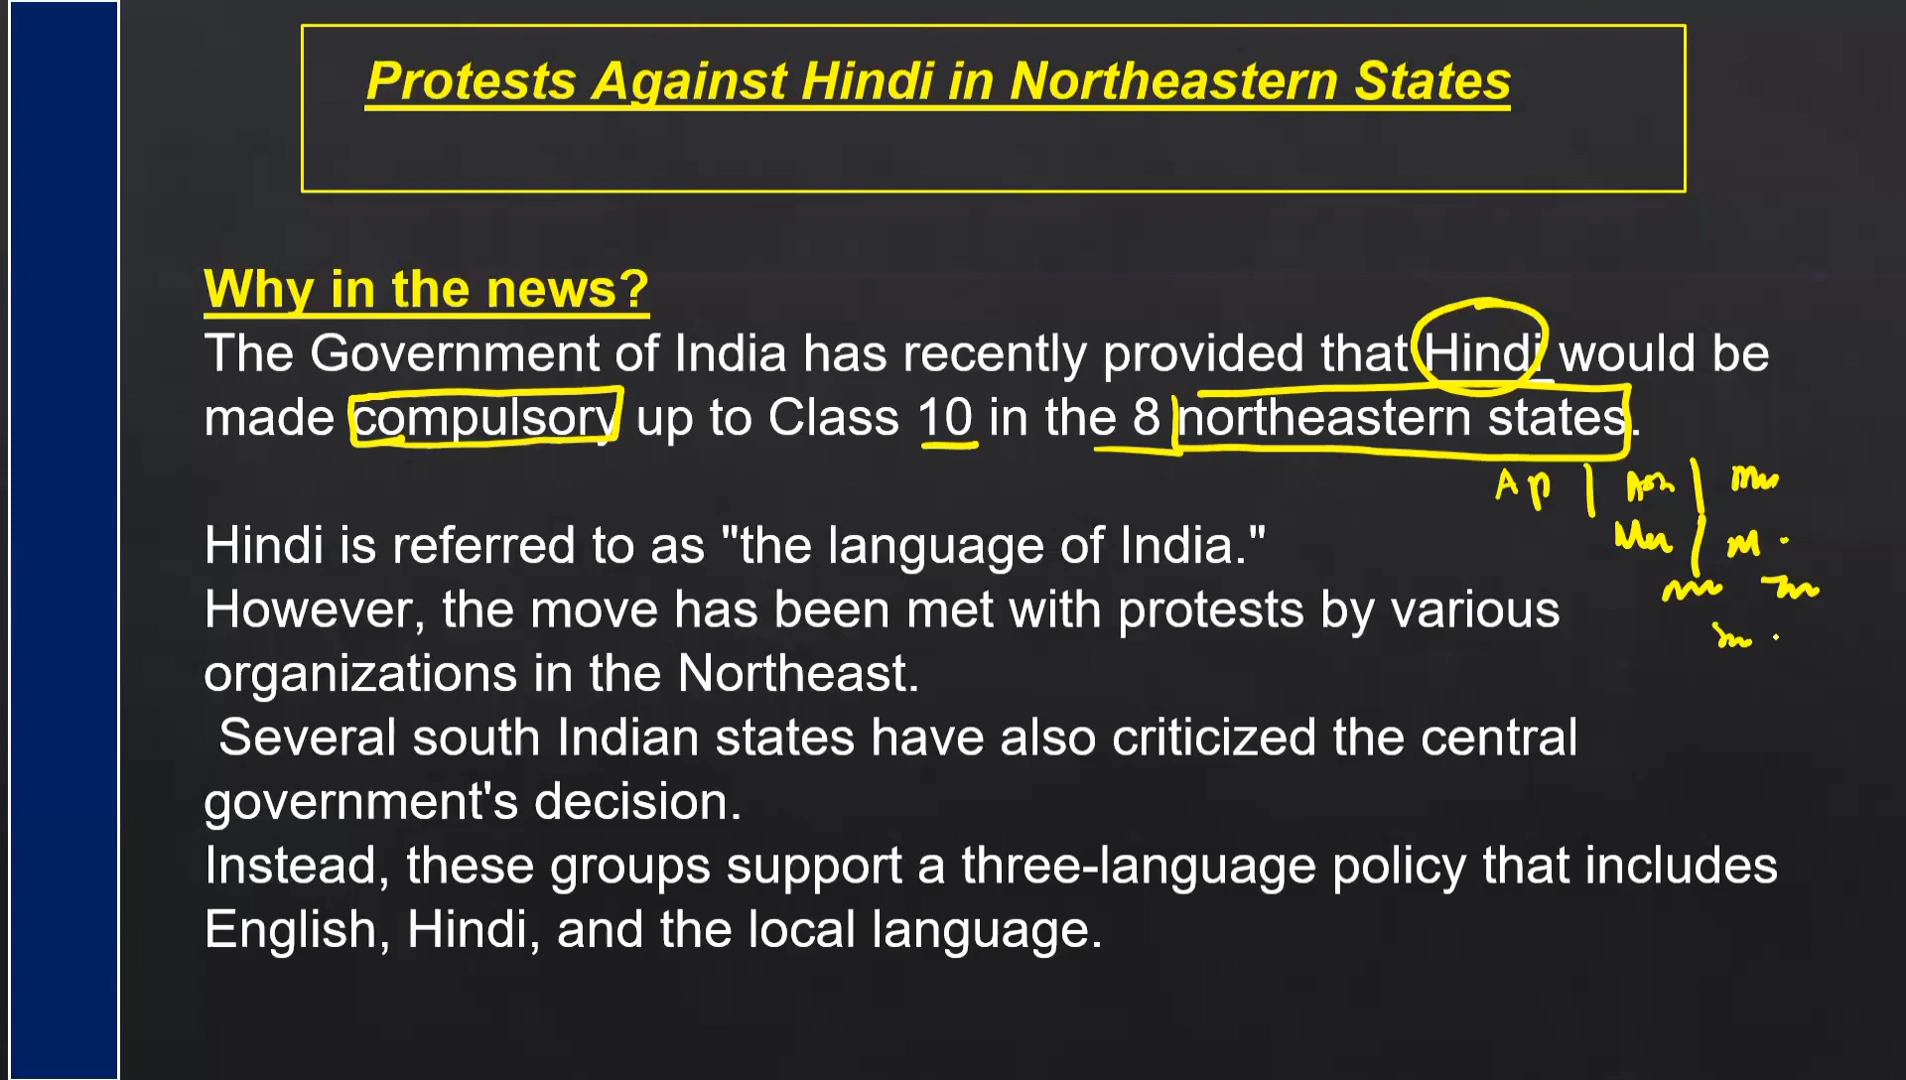 Protests Against Hindi in Northeastern States
Why in the news?
The Government of India has recently provided that Hindi would be
made compulsory up to Class 10 in the 8 northeastern states.
Ap
Hindi is referred to as "the language of India."
However, the move has been met with protests by various
organizations in the Northeast.
Several south Indian states have also criticized the central
government's decision.
Instead, these groups support a three-language policy that includes
English, Hindi, and the local language.